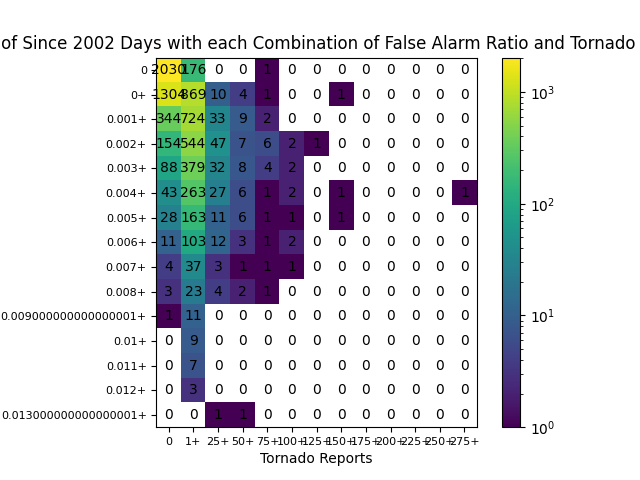 of Since 2002 Days with each Combination of False Alarm Ratio and Tornado
0 2030 176 0 0 1 0 0 0 0 0 0 0 0
0+ 1304 869 10 4 1 0 0 1 0 0 0 0 0
0.001+ 344 724 33 9 2 0 0 0 0 0 0 0 0
0.002+ 154 544 47 7 6 2 1 0 0 0 0 0 0
0.003+ 88 379 32 8 4 2 0 0 0 0 0 0 0
0.004+ 43 263 27 6 1 2 0 1 0 0 0 0 1
0.005+ 28 163 11 6 1 1 0 1 0 0 0 0 0
0.006+ 11 103 12 3 1 2 0 0 0 0 0 0 0
0.007+ 4 37 3 1 1 1 0 0 0 0 0 0 0
0.008+ 3 23 4 2 1 0 0 0 0 0 0 0 0
0.009000000000000001+ 1 11 0 0 0 0 0 0 0 0 0 0 0
0.01+ 0 9 0 0 0 0 0 0 0 0 0 0 0
0.011+ 0 7 0 0 0 0 0 0 0 0 0 0 0
0.012+ 0 3 0 0 0 0 0 0 0 0 0 0 0
0.013000000000000001+ 0 0 1 1 0 0 0 0 0 0 0 0 0
0 1+ 25+ 50+ 75+ 100+ 125+ 150+ 175+ 200+ 225+ 250+ 275+
Tornado Reports
10³
10²
10¹
10⁰